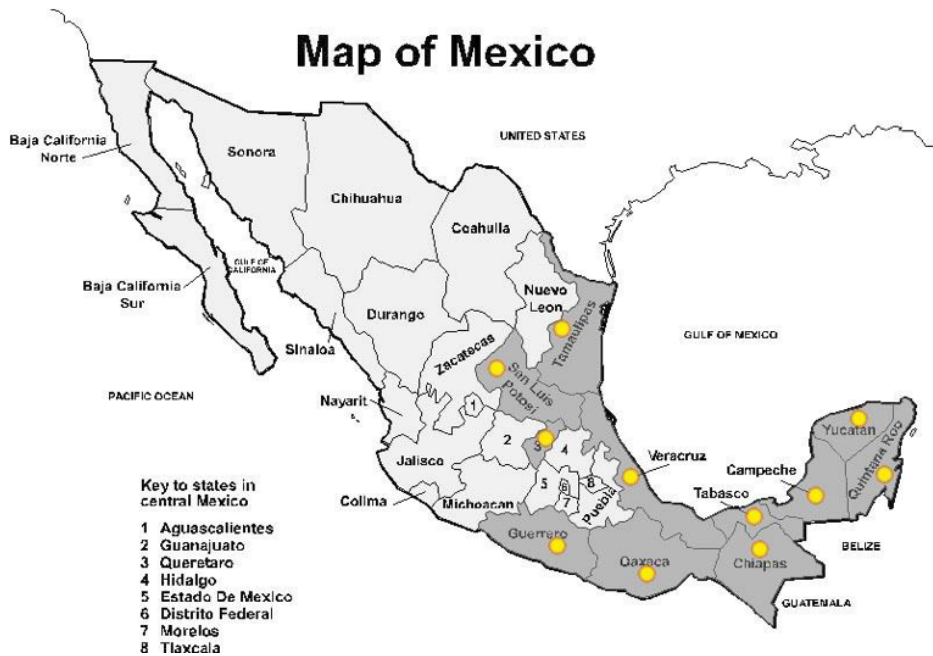 Map of Mexico
UNITED STATES
Baja California
Norte
Sonora
Chihuahua
Coahulla
GULF OF
CALIFORNIA
Baja California
Sur
Nuevo
Leon
Durango
Tamaulipas
GULF OF MEXICO
Sinaloa
Zacatecas
San Luis
Potosi
PACIFIC OCEAN
Nayarit
1
Yucatan
Quintana Roo
2
3
4
Veracruz
Jalisco
Campeche
5
6
7
8
Puebla
Tabasco
Colima
Michoacan
Guerrero
Oaxaca
Chiapas
BELIZE
GUATEMALA
Key to states in
central Mexico
1 Aguascalientes
2 Guanajuato
3 Queretaro
4 Hidalgo
5 Estado De Mexico
6 Distrito Federal
7 Morelos
8 Tlaxcala